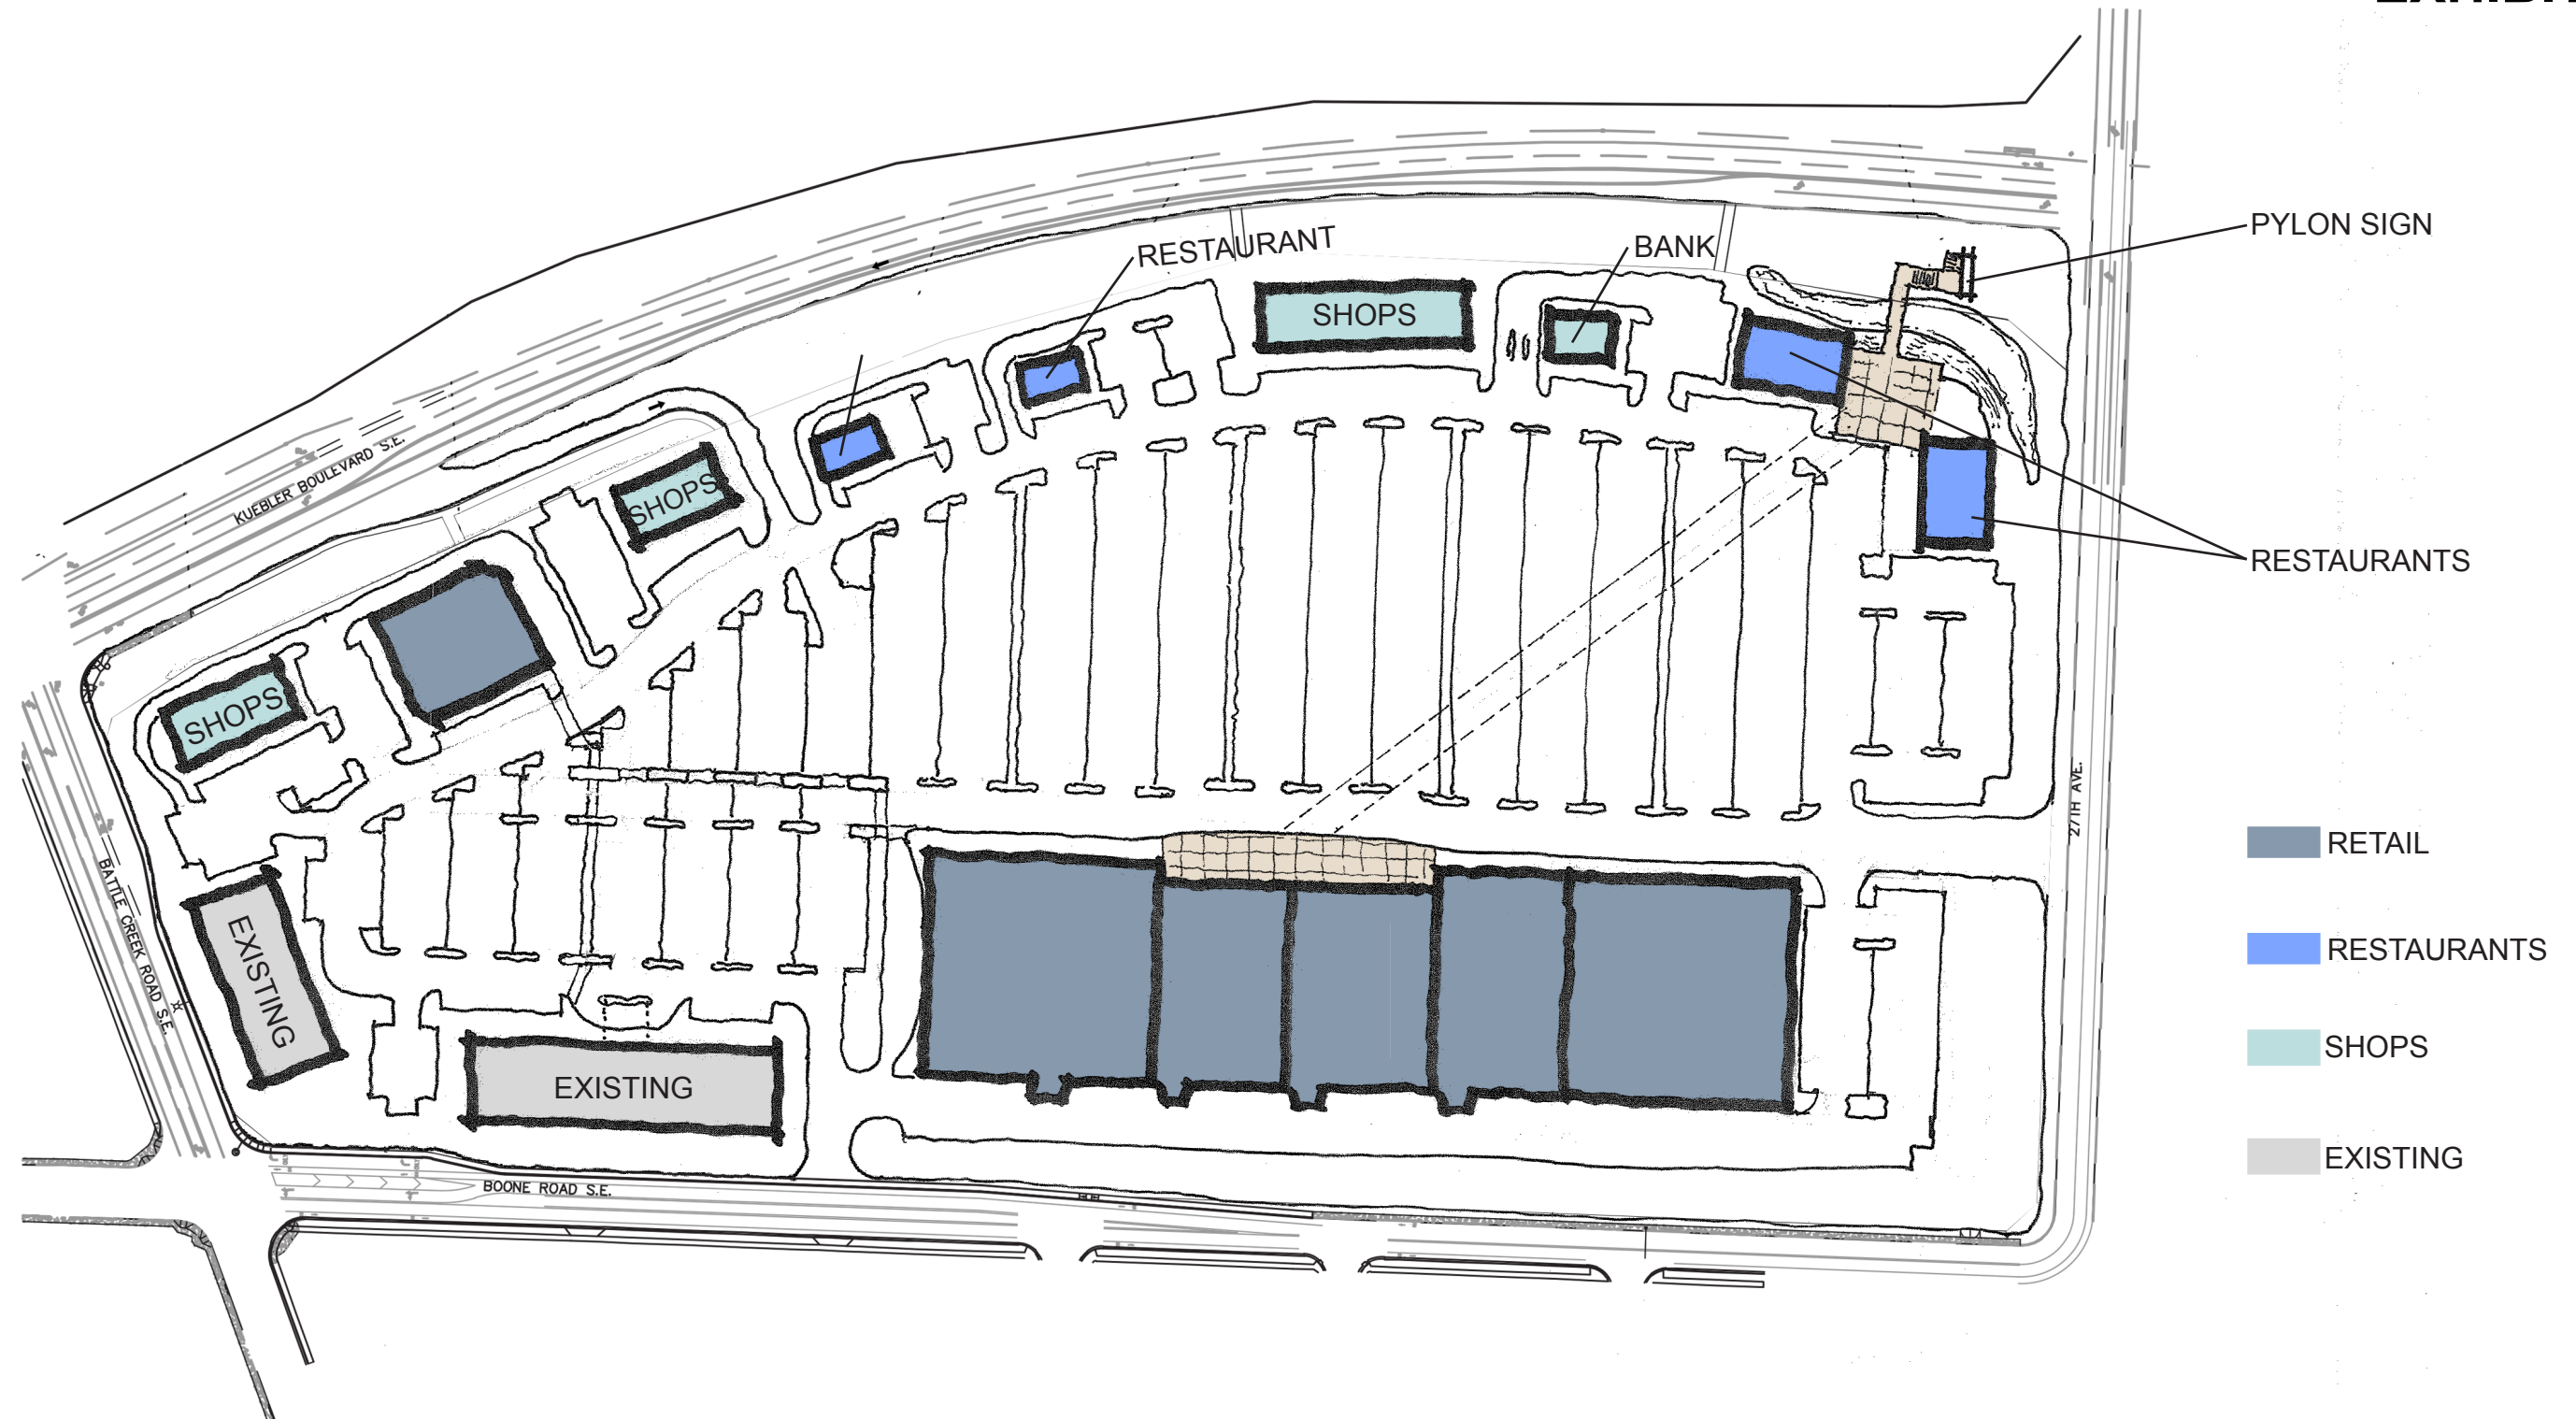 PYLON SIGN
RESTAURANT
BANK
SHOPS
KUEBLER BOULEVARD S.E.
SHOPS
RESTAURANTS
SHOPS
27TH AVE.
RETAIL
BATTLE CREEK ROAD S.E.
EXISTING
RESTAURANTS
SHOPS
EXISTING
EXISTING
BOONE ROAD S.E.